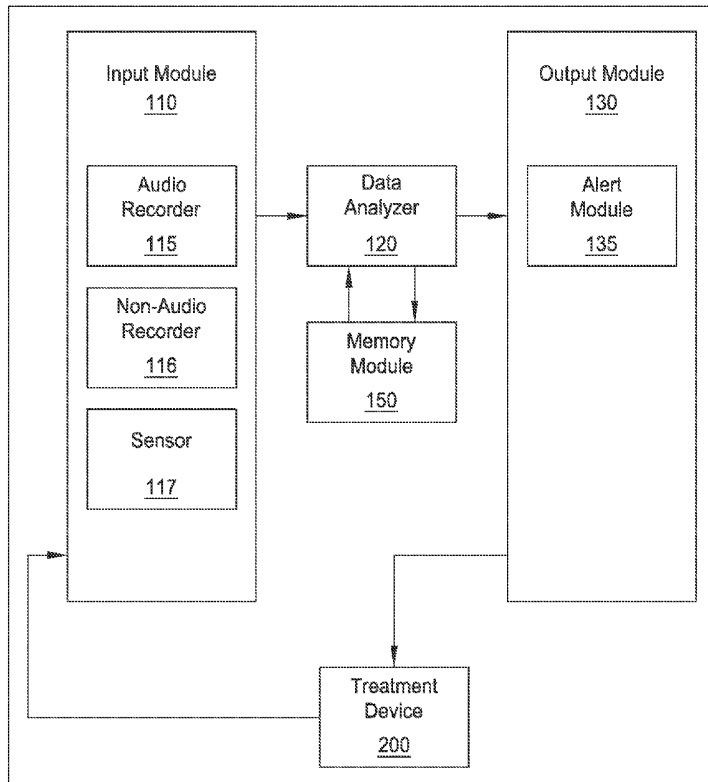 Input Module
110
Audio
Recorder
115
Non-Audio
Recorder
116
Sensor
117
Data
Analyzer
120
Memory
Module
150
Output Module
130
Alert
Module
135
Treatment
Device
200